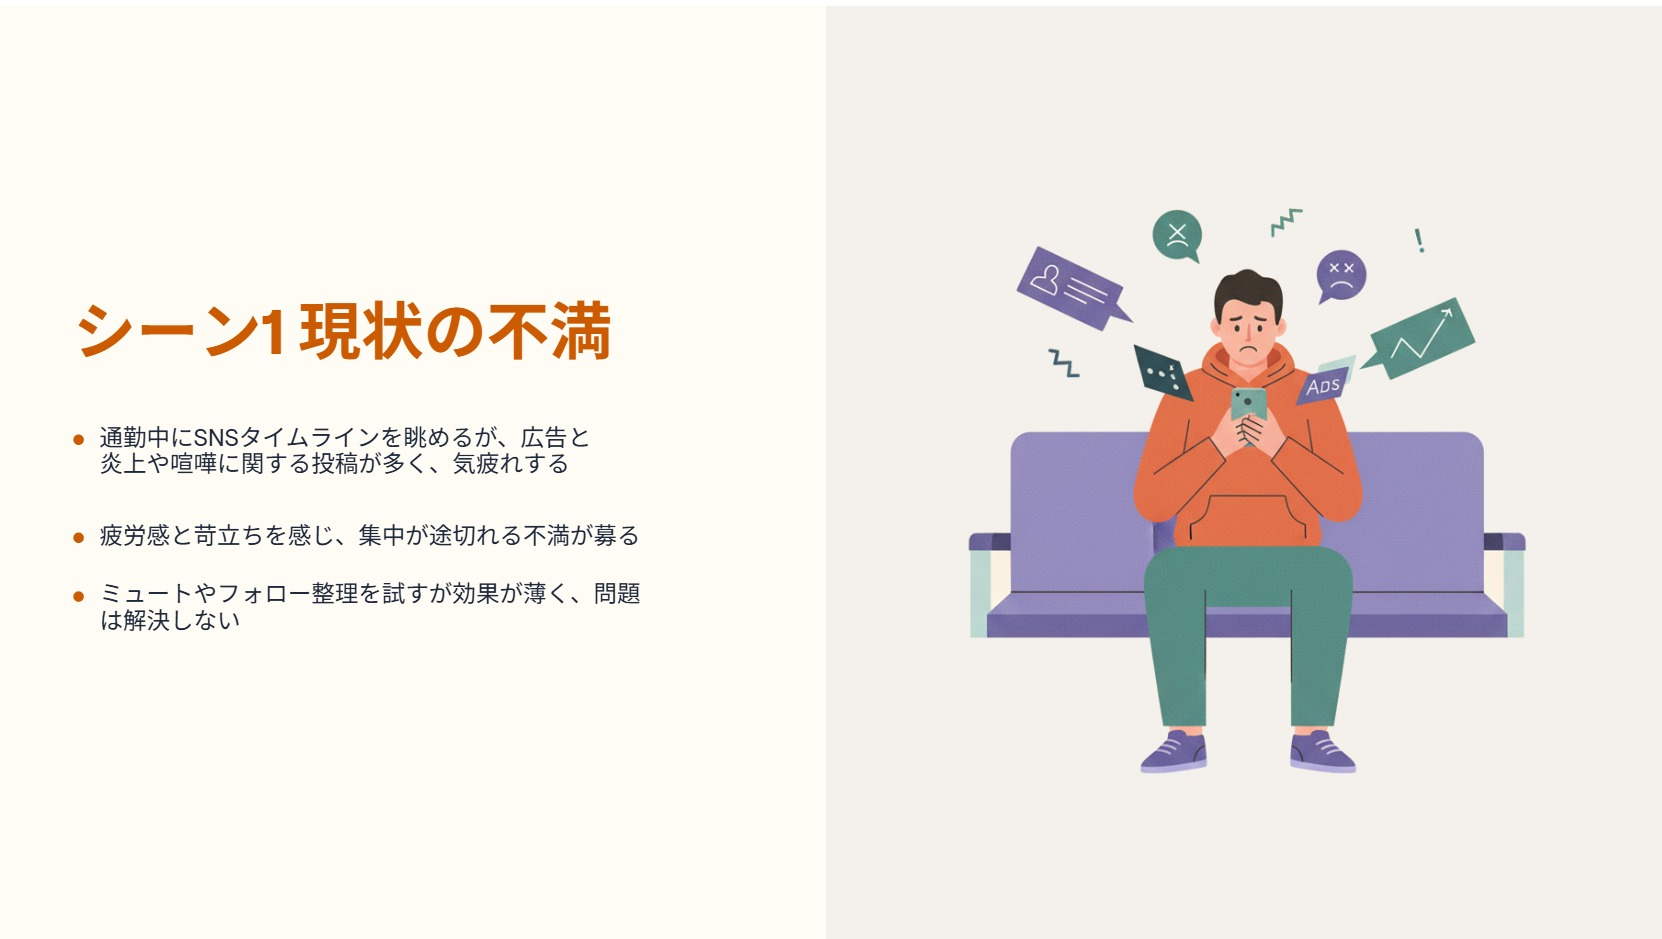 シーン1 現状の不満
通勤中にSNSタイムラインを眺めるが、広告と
炎上や喧嘩に関する投稿が多く、気疲れする
疲労感と苛立ちを感じ、集中が途切れる不満が募る
ミュートやフォロー整理を試すが効果が薄く、問題
は解決しない
!
ADS